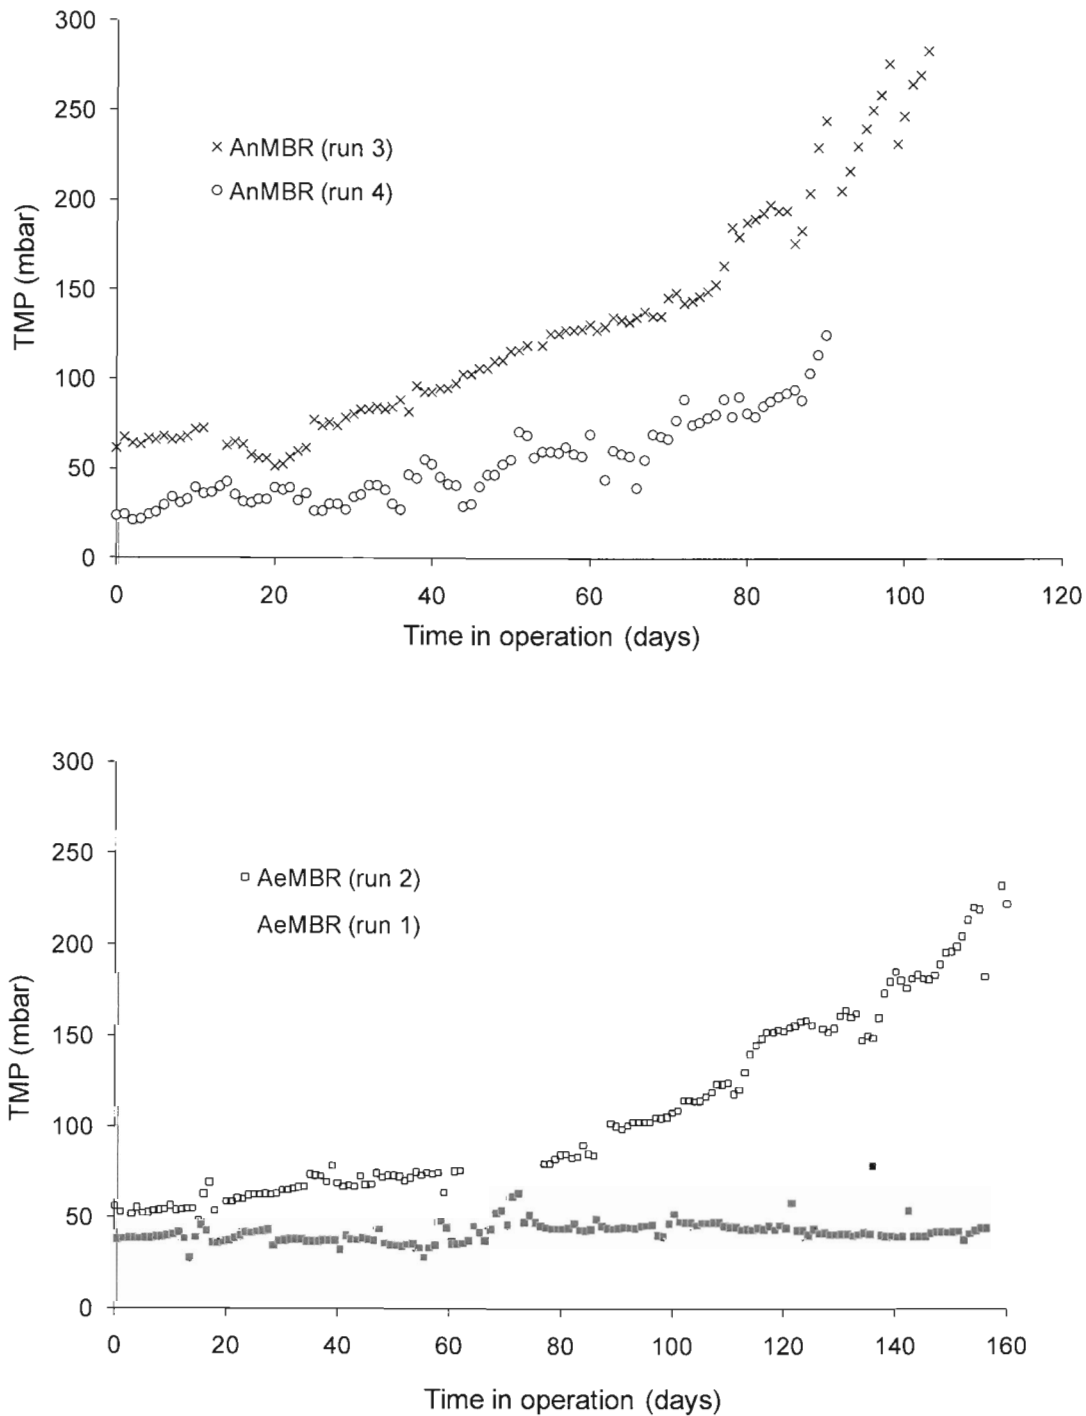 300
250
200
150
100
50
0
TMP (mbar)
× AnMBR (run 3)
○ AnMBR (run 4)
0 20 40 60 80 100 120
Time in operation (days)
300
250
200
150
100
50
0
TMP (mbar)
□ AeMBR (run 2)
AeMBR (run 1)
0 20 40 60 80 100 120 140 160
Time in operation (days)